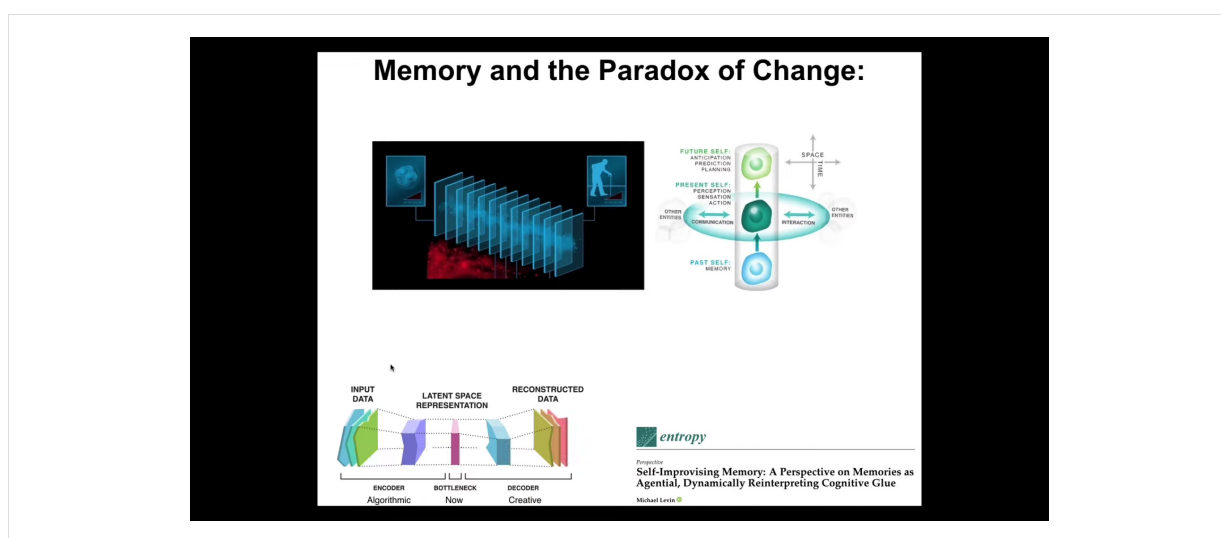 Memory and the Paradox of Change:
FUTURE SELF:
ANTICIPATION
PREDICTION
PLANNING
PRESENT SELF:
PERCEPTION
SENSATION
ACTION
SPACE
TIME
OTHER
ENTITIES
COMMUNICATION
INTERACTION
OTHER
ENTITIES
PAST SELF:
MEMORY
INPUT
DATA
LATENT SPACE
REPRESENTATION
RECONSTRUCTED
DATA
ENCODER
BOTTLENECK
DECODER
Algorithmic
Now
Creative
entropy
Perspective
Self-Improvising Memory: A Perspective on Memories as
Agential, Dynamically Reinterpreting Cognitive Glue
Michael Levin